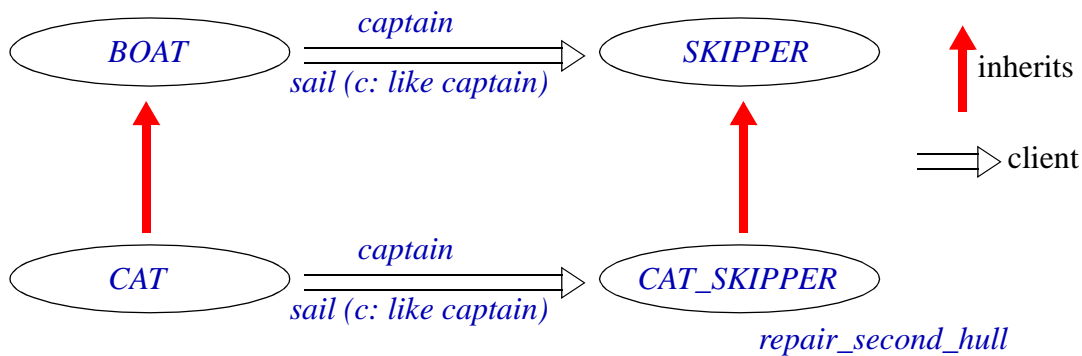 captain
BOAT
SKIPPER
sail (c: like captain)
inherits
client
captain
CAT
CAT_SKIPPER
sail (c: like captain)
repair_second_hull